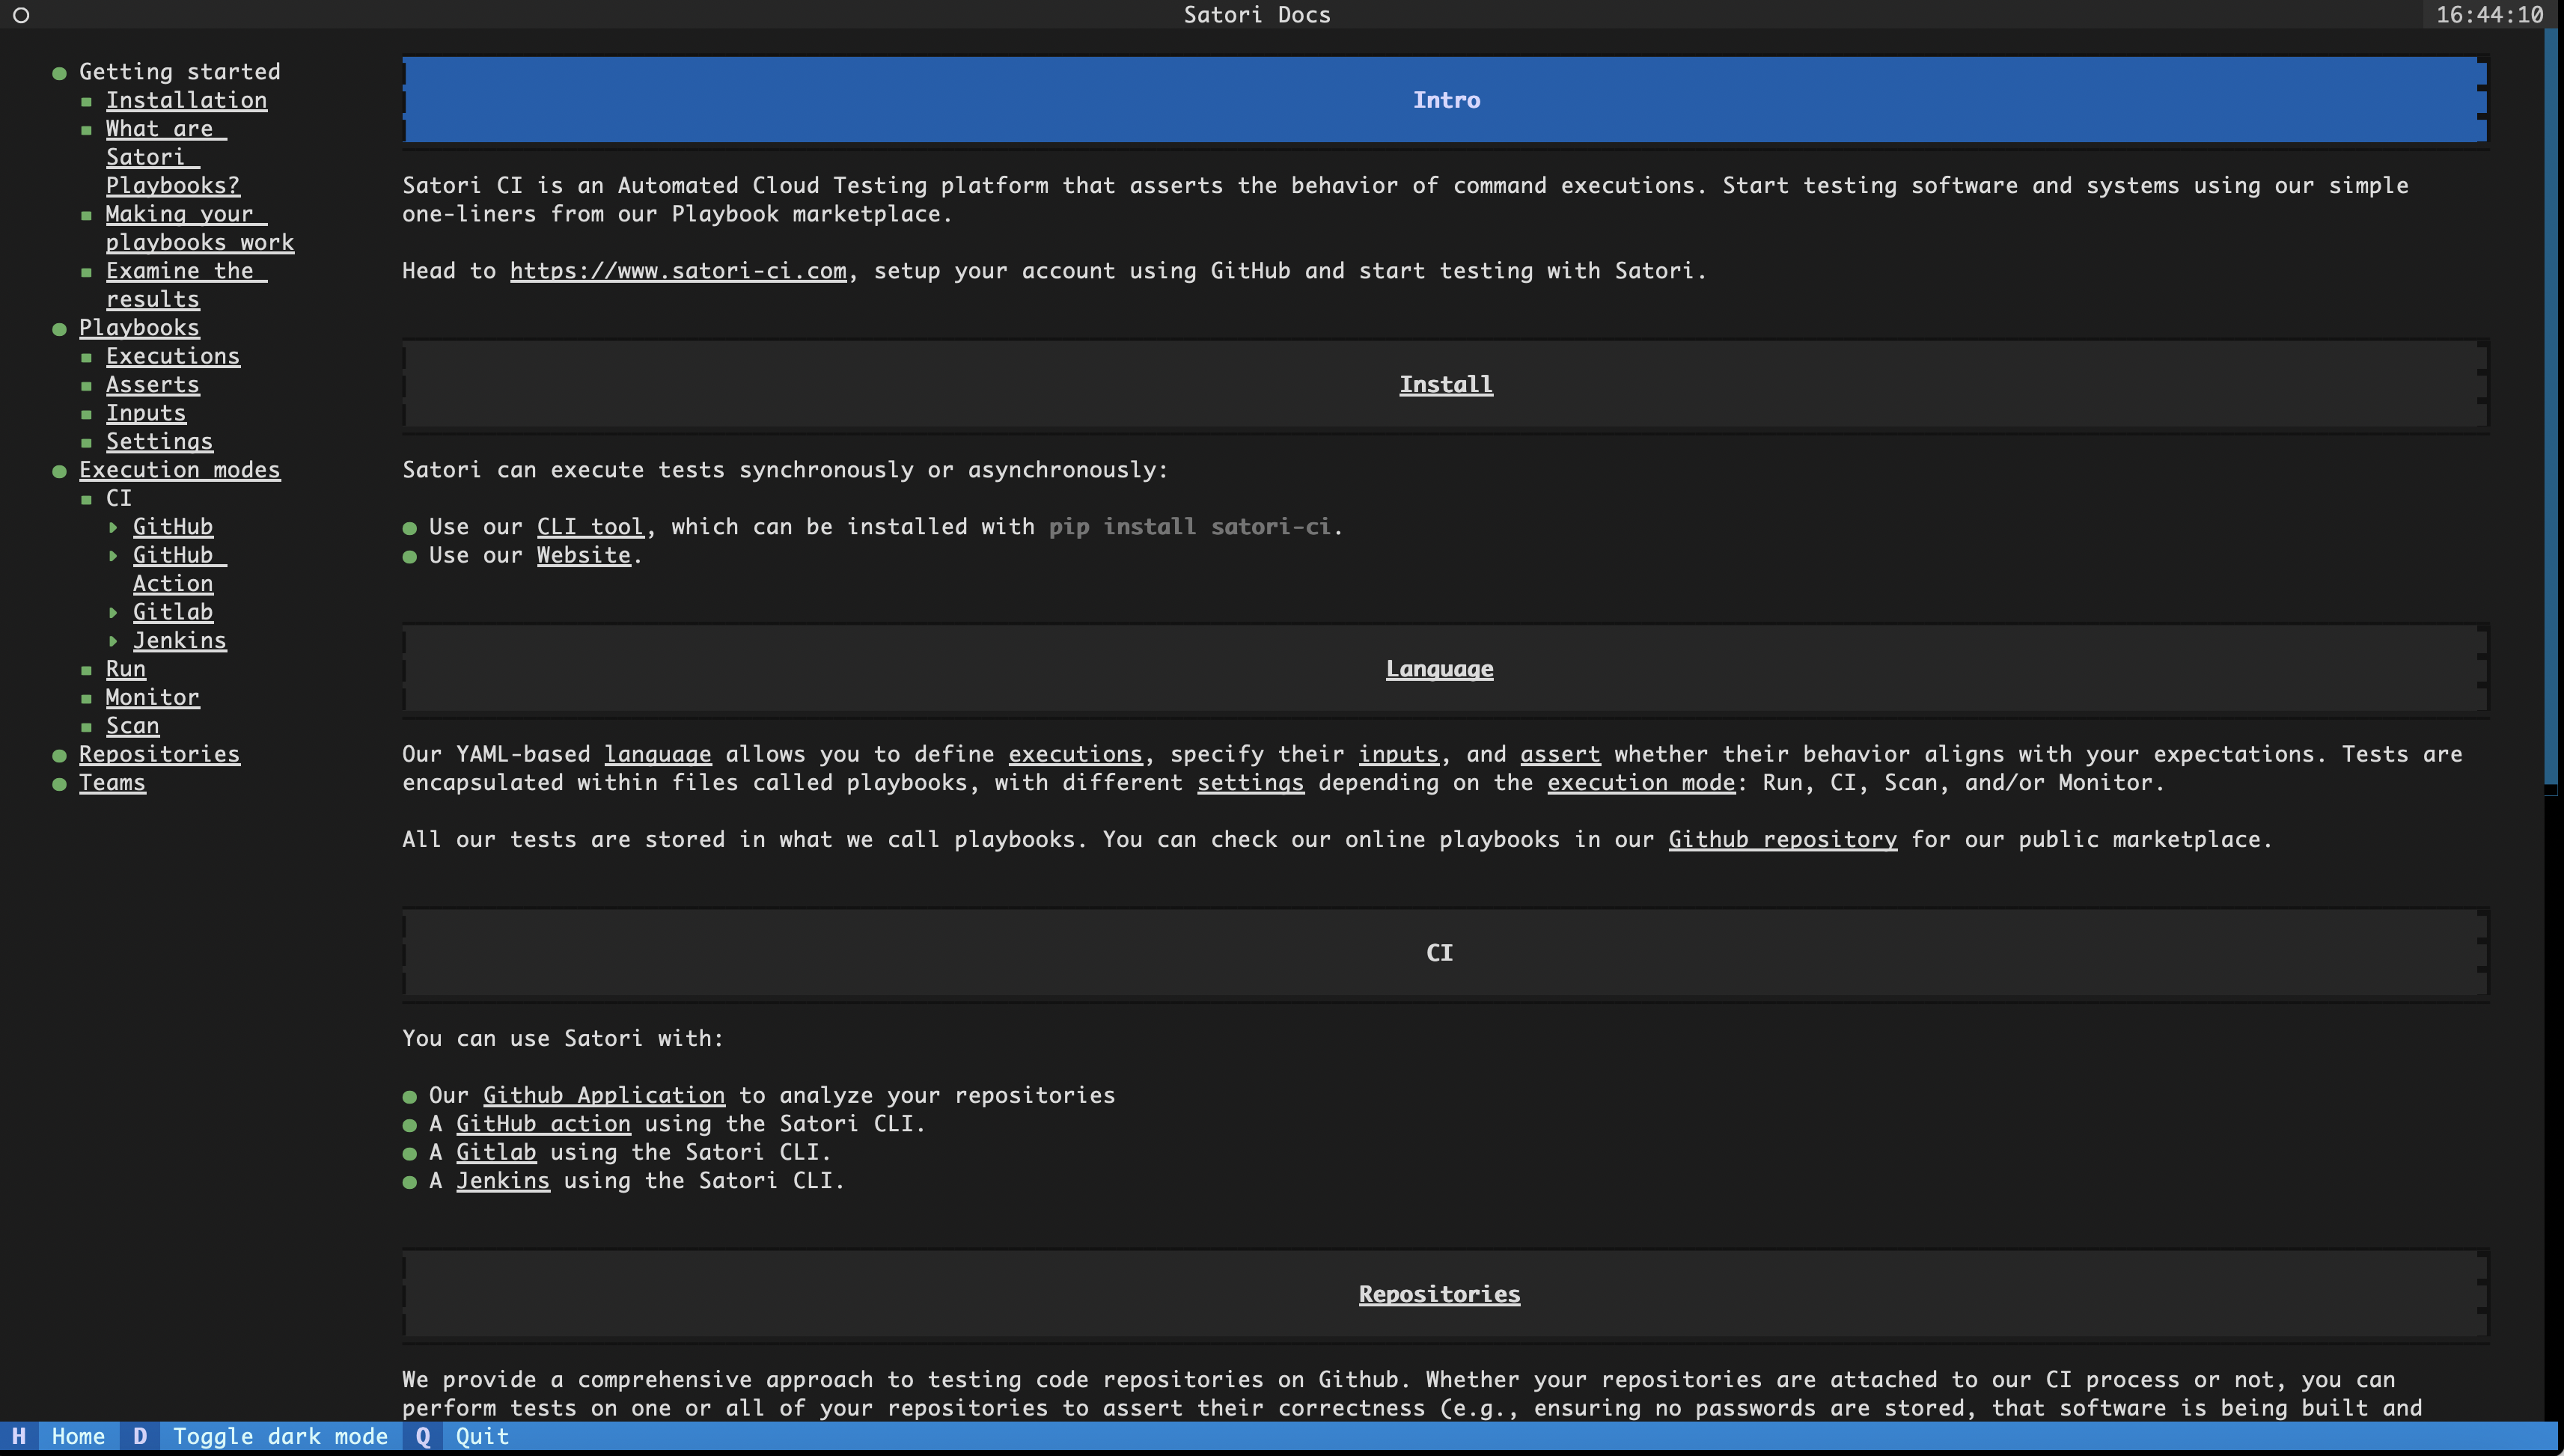 Satori Docs
16:44:10
Getting started
Installation
What are
Satori
Playbooks?
Making your
playbooks work
Examine the
results
Playbooks
Executions
Asserts
Inputs
Settings
Execution modes
CI
GitHub
GitHub
Action
Gitlab
Jenkins
Run
Monitor
Scan
Repositories
Teams
Intro
Satori CI is an Automated Cloud Testing platform that asserts the behavior of command executions. Start testing software and systems using our simple
one-liners from our Playbook marketplace.
Head to https://www.satori-ci.com, setup your account using GitHub and start testing with Satori.
Install
Satori can execute tests synchronously or asynchronously:
Use our CLI tool, which can be installed with pip install satori-ci.
Use our Website.
Language
Our YAML-based language allows you to define executions, specify their inputs, and assert whether their behavior aligns with your expectations. Tests are
encapsulated within files called playbooks, with different settings depending on the execution mode: Run, CI, Scan, and/or Monitor.
All our tests are stored in what we call playbooks. You can check our online playbooks in our Github repository for our public marketplace.
CI
You can use Satori with:
Our Github Application to analyze your repositories
A GitHub action using the Satori CLI.
A Gitlab using the Satori CLI.
A Jenkins using the Satori CLI.
Repositories
We provide a comprehensive approach to testing code repositories on Github. Whether your repositories are attached to our CI process or not, you can
perform tests on one or all of your repositories to assert their correctness (e.g., ensuring no passwords are stored, that software is being built and
H Home D Toggle dark mode Q Quit